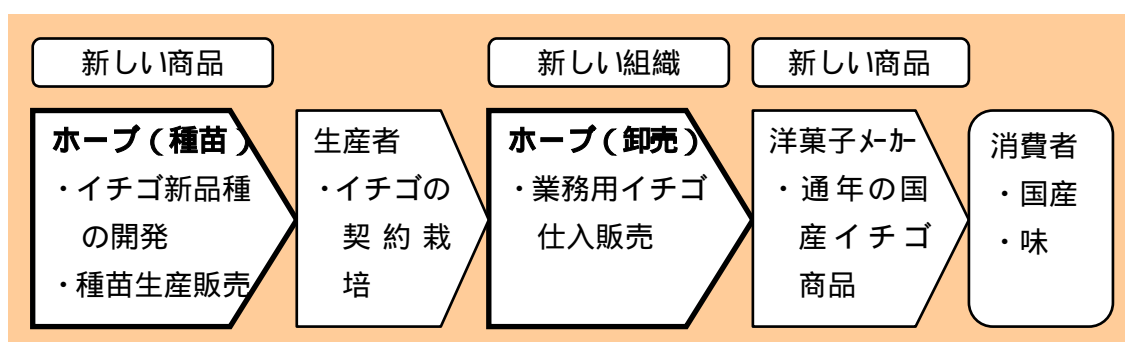 新しい商品
新しい組織
新しい商品
ホープ(種苗)
・イチゴ新品種
の開発
・種苗生産販売
生産者
・イチゴの
契約栽
培
ホープ(卸売)
・業務用イチゴ
仕入販売
洋菓子メーカー
・通年の国
産イチゴ
商品
消費者
・国産
・味